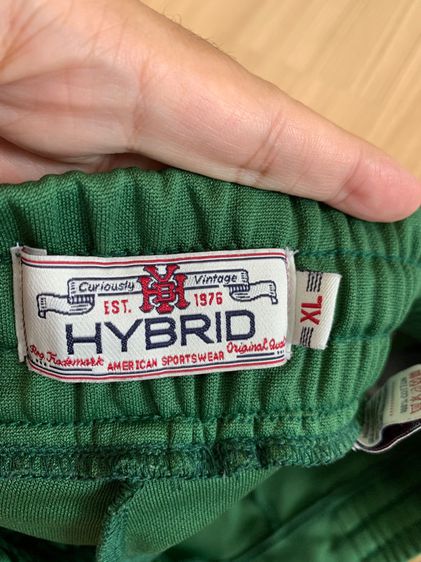 Curiously Vintage
EST. 1976
HYBRID
Reg. Trademark Original Quality
AMERICAN SPORTSWEAR
XL